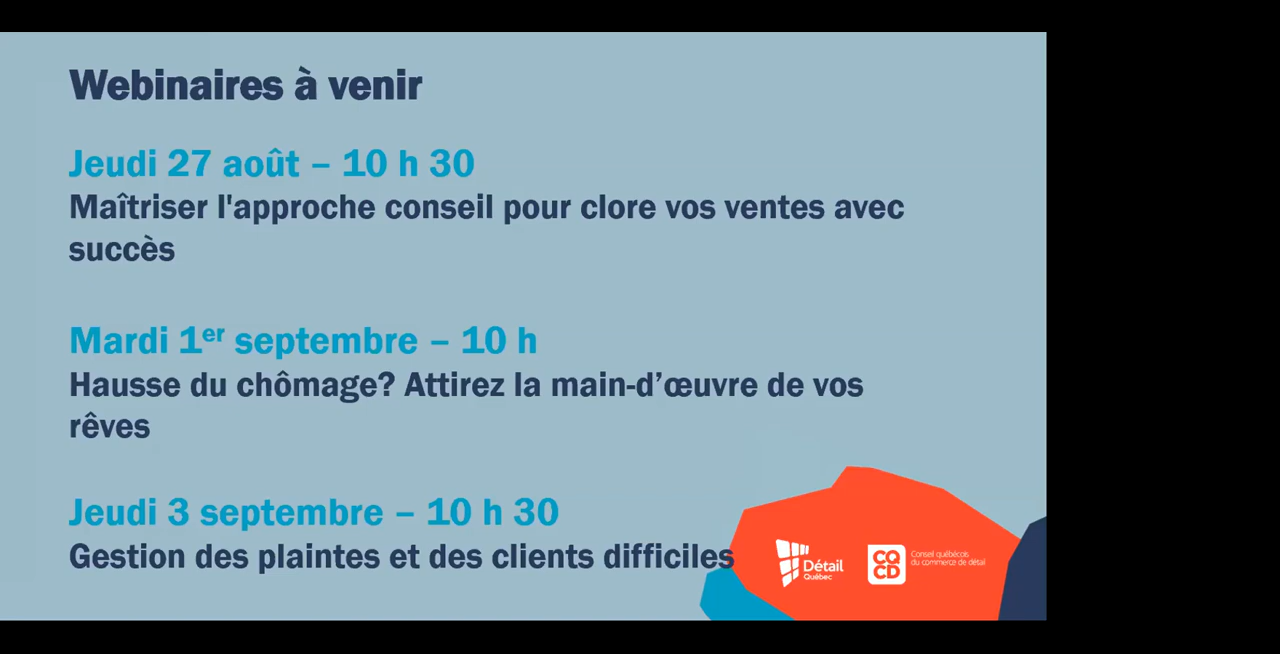 Webinaires à venir
Jeudi 27 août – 10 h 30
Maîtriser l'approche conseil pour clore vos ventes avec
succès
Mardi 1er septembre – 10 h
Hausse du chômage? Attirez la main-d’œuvre de vos
rêves
Jeudi 3 septembre – 10 h 30
Gestion des plaintes et des clients difficiles
Détail
Québec
CQ
CD
Conseil québécois
du commerce de détail